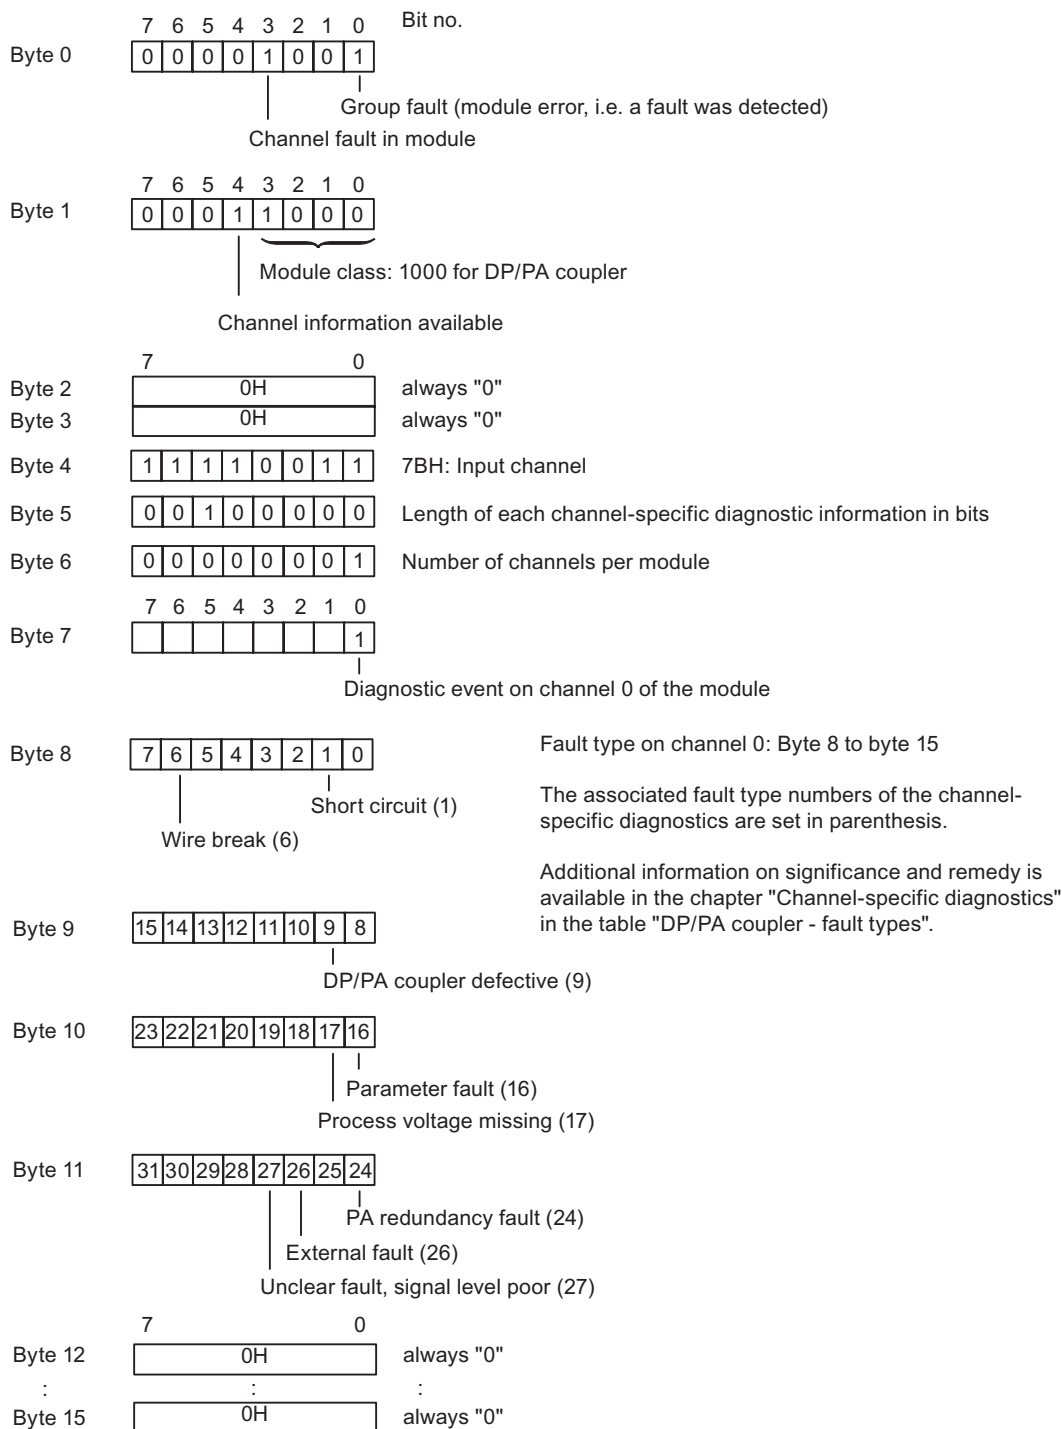 7 6 5 4 3 2 1 0 Bit no.
Byte 0 0 0 0 0 1 0 0 1
Group fault (module error, i.e. a fault was detected)
Channel fault in module
7 6 5 4 3 2 1 0
Byte 1 0 0 0 1 1 0 0 0
Module class: 1000 for DP/PA coupler
Channel information available
7 0
Byte 2 0H always "0"
Byte 3 0H always "0"
Byte 4 1 1 1 1 0 0 1 1 7BH: Input channel
Byte 5 0 0 1 0 0 0 0 0 Length of each channel-specific diagnostic information in bits
Byte 6 0 0 0 0 0 0 0 1 Number of channels per module
7 6 5 4 3 2 1 0
Byte 7 1
Diagnostic event on channel 0 of the module
Byte 8 7 6 5 4 3 2 1 0
Short circuit (1)
Wire break (6)
Fault type on channel 0: Byte 8 to byte 15
The associated fault type numbers of the channel-
specific diagnostics are set in parenthesis.
Additional information on significance and remedy is
available in the chapter "Channel-specific diagnostics"
in the table "DP/PA coupler - fault types".
Byte 9 15 14 13 12 11 10 9 8
DP/PA coupler defective (9)
Byte 10 23 22 21 20 19 18 17 16
Parameter fault (16)
Process voltage missing (17)
Byte 11 31 30 29 28 27 26 25 24
PA redundancy fault (24)
External fault (26)
Unclear fault, signal level poor (27)
7 0
Byte 12 0H always "0"
: : :
Byte 15 0H always "0"